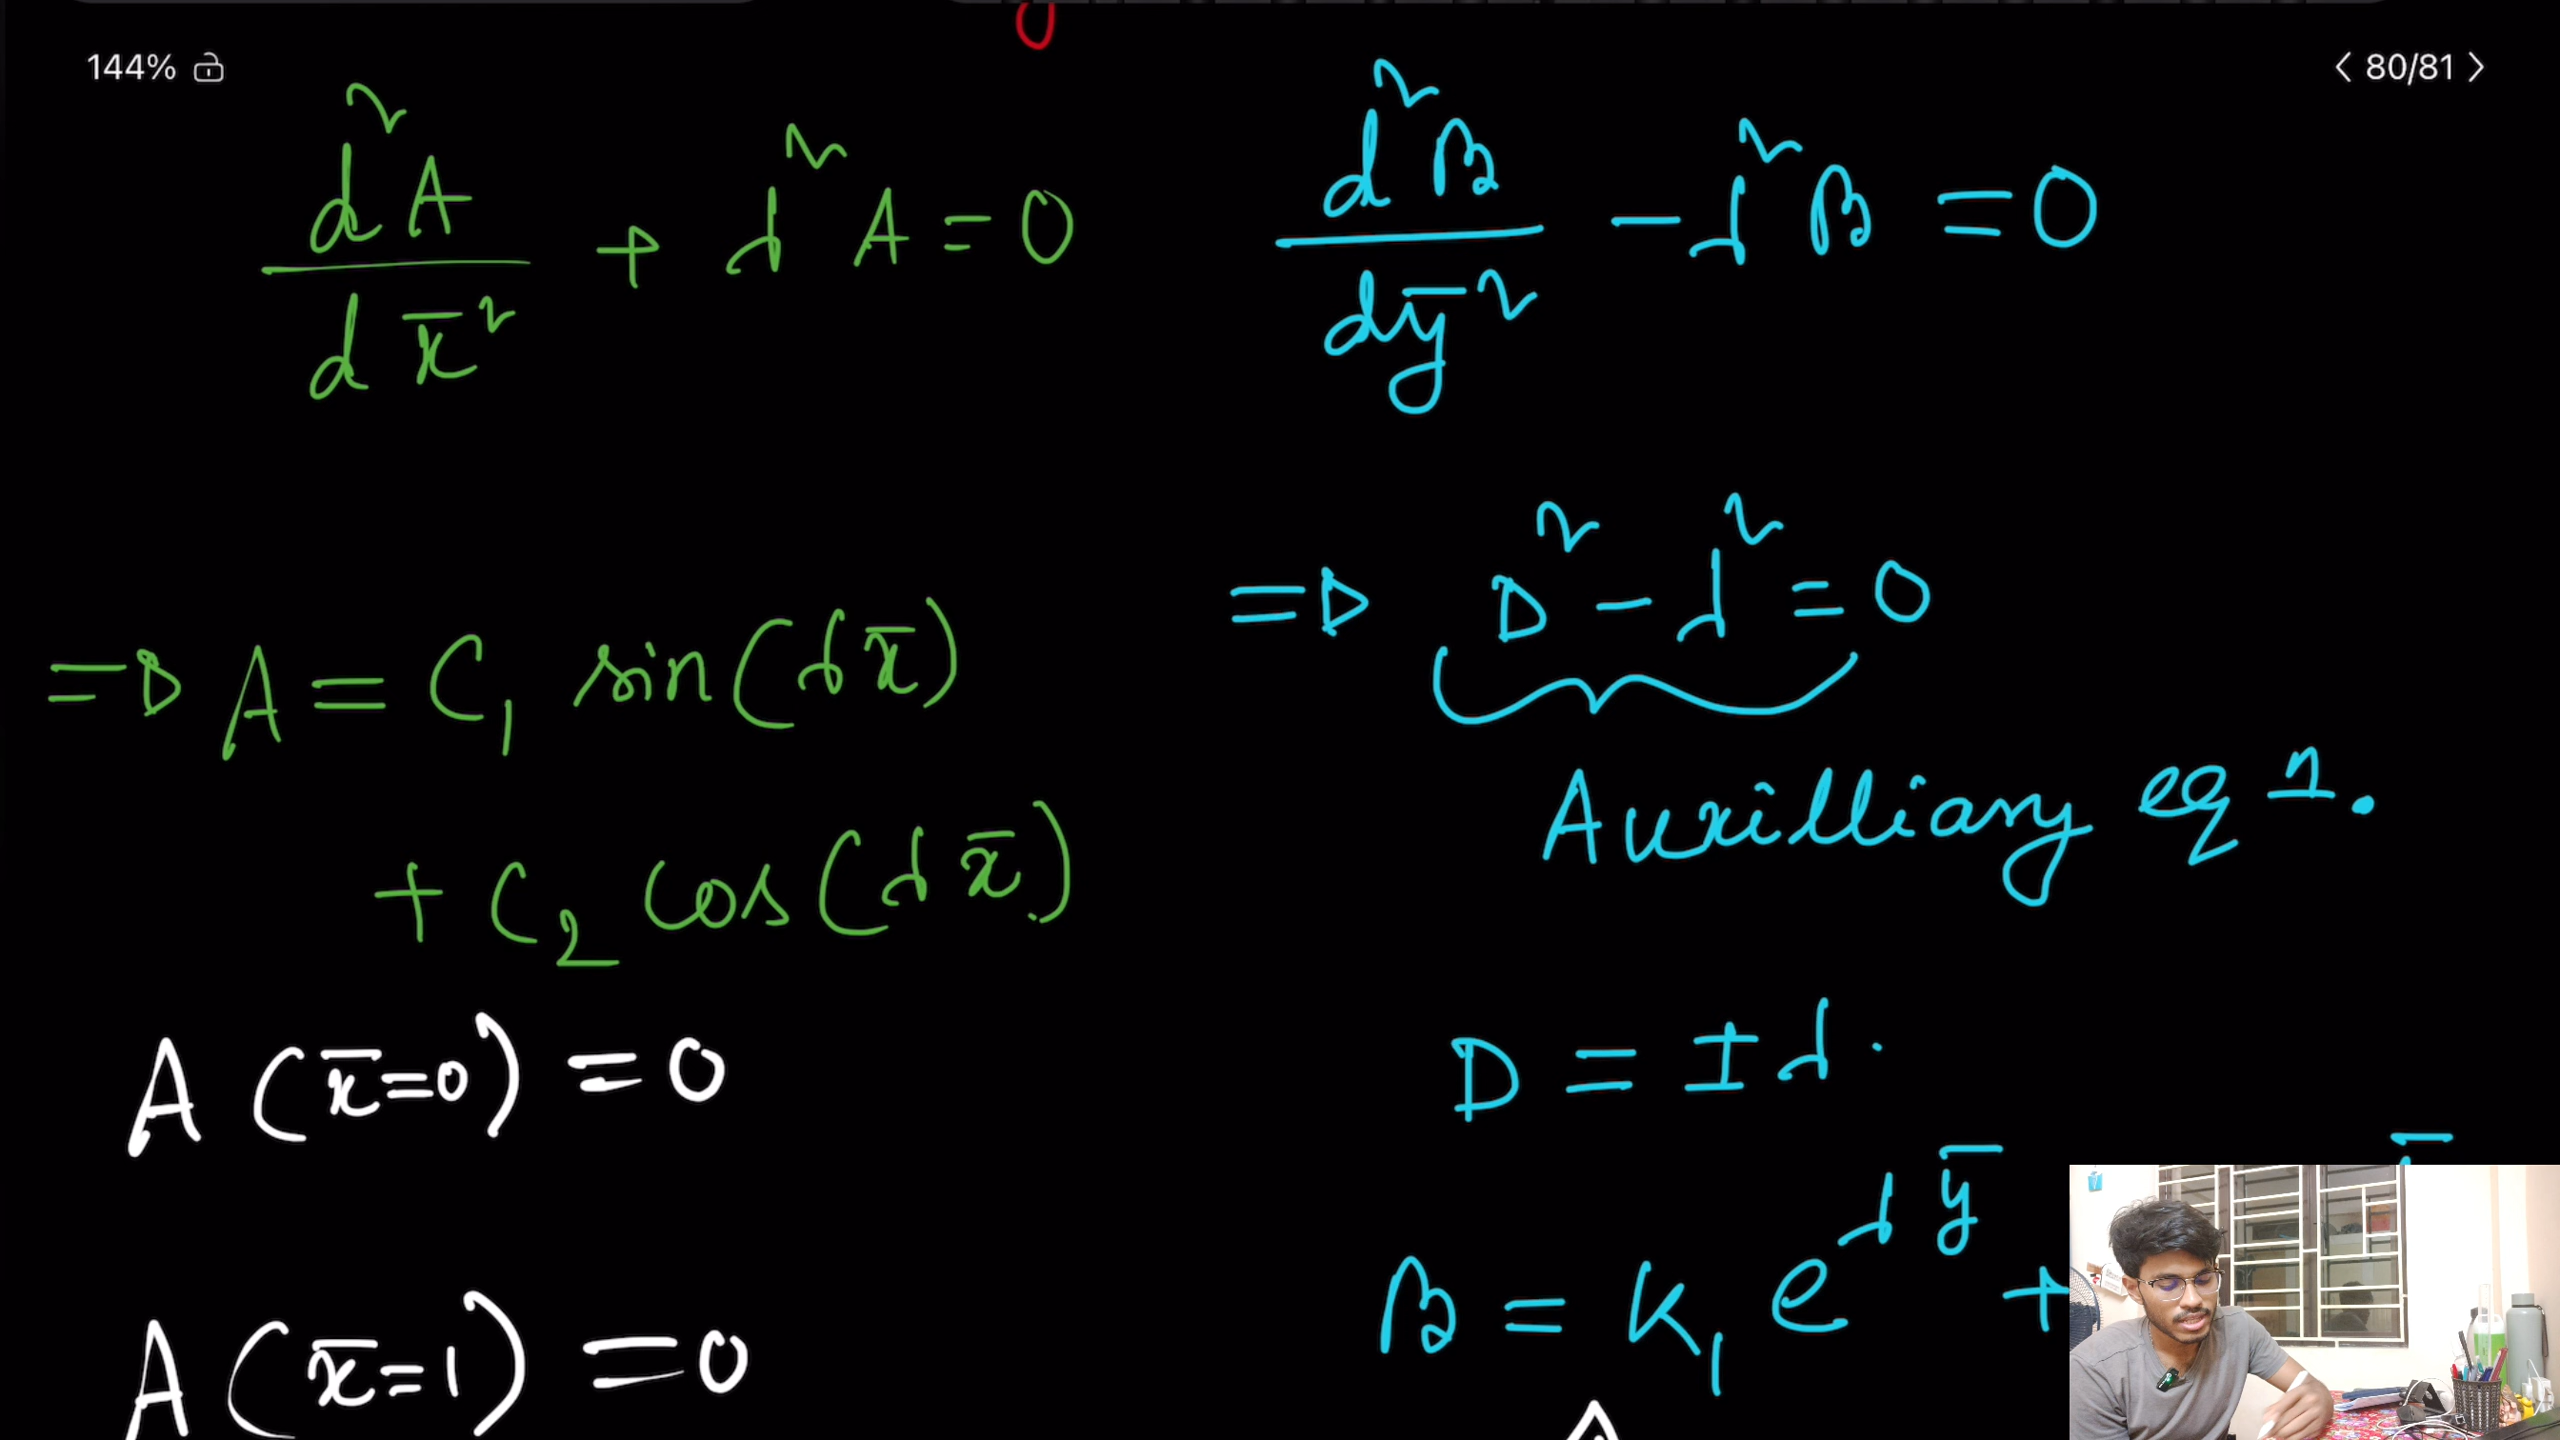 144%
80/81
d²A/dx̄² + λ²A = 0
⇒ A = C₁ sin(λx̄)
+ C₂ cos(λx̄)
A(x̄=0) = 0
A(x̄=1) = 0
d²B/dȳ² - λ²B = 0
⇒ D² - λ² = 0
Auxilliary eqn.
D = ±λ.
B = K₁ e^λȳ +